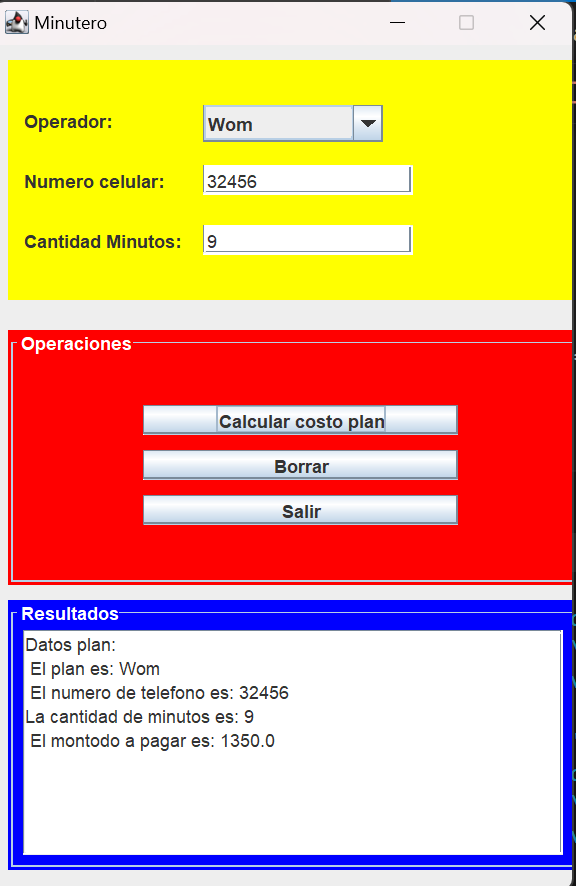 Minutero
Operador:
Wom
Numero celular:
32456
Cantidad Minutos:
9
Operaciones
Calcular costo plan
Borrar
Salir
Resultados
Datos plan:
El plan es: Wom
El numero de telefono es: 32456
La cantidad de minutos es: 9
El montodo a pagar es: 1350.0